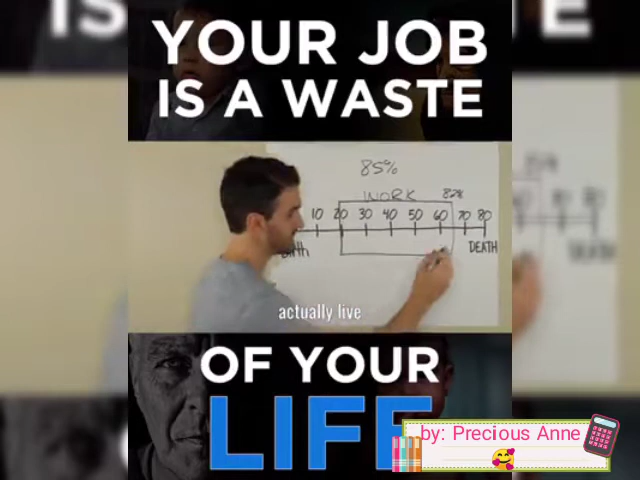 YOUR JOB
IS A WASTE
85%
WORK 82%
10 20 30 40 50 60 70 80
Birth DEATH
actually live
OF YOUR
LIFE
by: Precious Anne